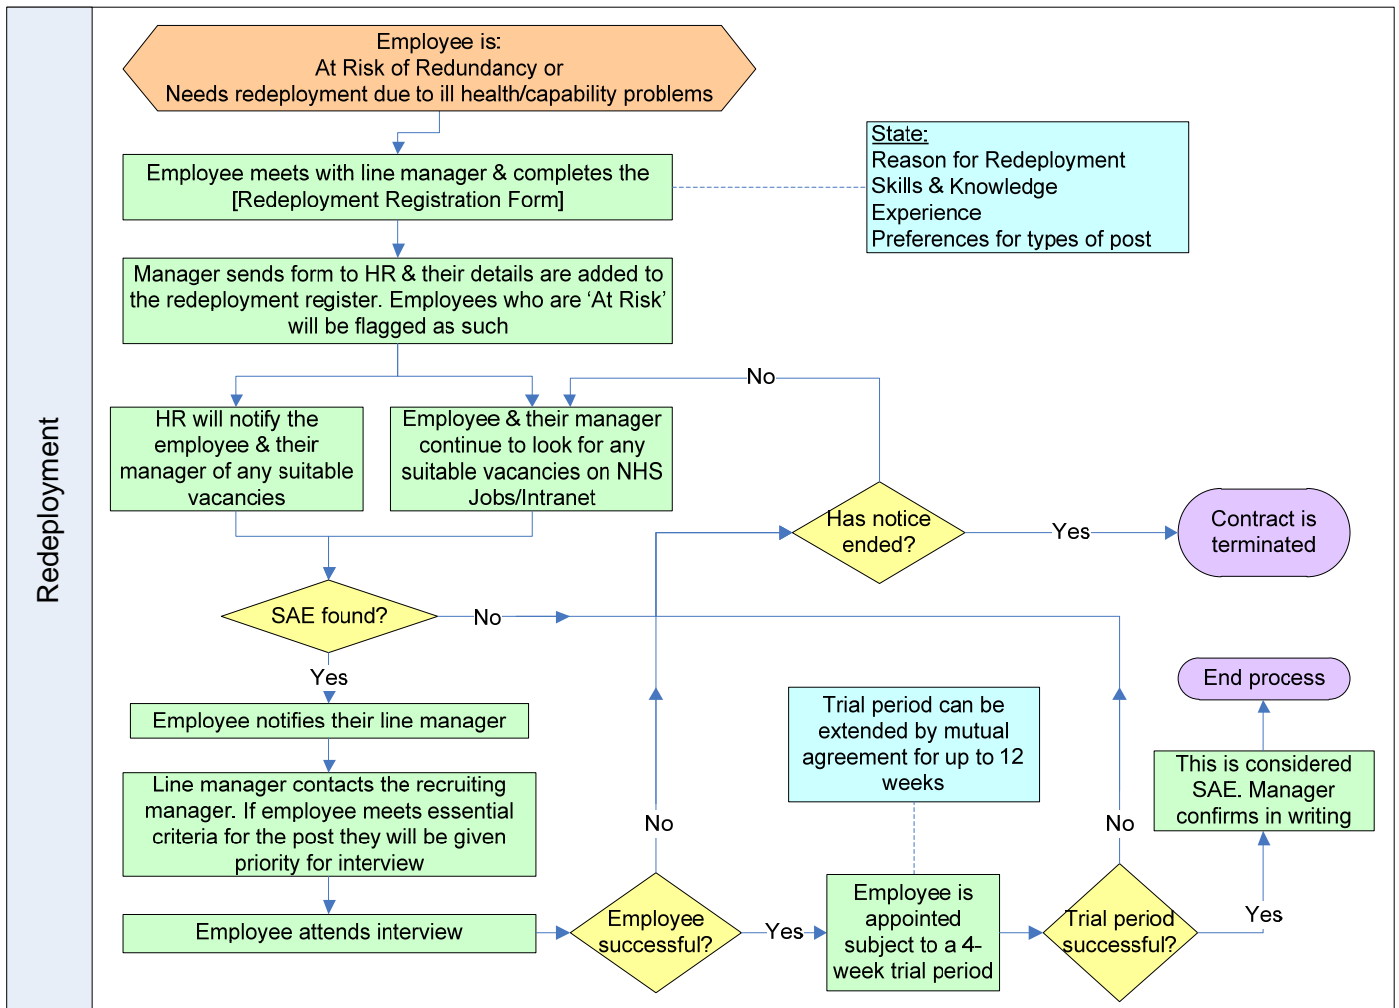 Redeployment
Employee is:
At Risk of Redundancy or
Needs redeployment due to ill health/capability problems
Employee meets with line manager & completes the
[Redeployment Registration Form]
State:
Reason for Redeployment
Skills & Knowledge
Experience
Preferences for types of post
Manager sends form to HR & their details are added to
the redeployment register. Employees who are ‘At Risk’
will be flagged as such
No
HR will notify the
employee & their
manager of any suitable
vacancies
Employee & their manager
continue to look for any
suitable vacancies on NHS
Jobs/Intranet
Has notice
ended?
Yes
Contract is
terminated
SAE found?
No
Yes
Employee notifies their line manager
Line manager contacts the recruiting
manager. If employee meets essential
criteria for the post they will be given
priority for interview
Employee attends interview
Employee
successful?
No
Yes
Trial period can be
extended by mutual
agreement for up to 12
weeks
Employee is
appointed
subject to a 4-
week trial period
Trial period
successful?
No
Yes
This is considered
SAE. Manager
confirms in writing
End process